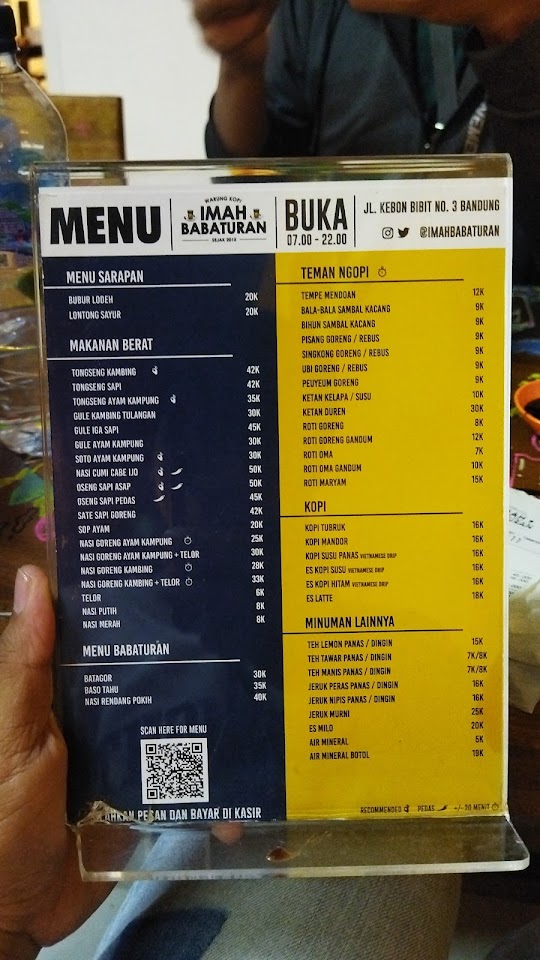 MENU
WARUNG KOPI
IMAH
BABATURAN
SEJAK 2015
BUKA
07.00 - 22.00
JL. KEBON BIBIT NO. 3 BANDUNG
@IMAHBABATURAN
MENU SARAPAN
BUBUR LODEH 20K
LONTONG SAYUR 20K
MAKANAN BERAT
TONGSENG KAMBING 42K
TONGSENG SAPI 42K
TONGSENG AYAM KAMPUNG 35K
GULE KAMBING TULANGAN 30K
GULE IGA SAPI 45K
GULE AYAM KAMPUNG 30K
SOTO AYAM KAMPUNG 30K
NASI CUMI CABE IJO 50K
OSENG SAPI ASAP 50K
OSENG SAPI PEDAS 45K
SATE SAPI GORENG 42K
SOP AYAM 20K
NASI GORENG AYAM KAMPUNG 25K
NASI GORENG AYAM KAMPUNG + TELOR 30K
NASI GORENG KAMBING 28K
NASI GORENG KAMBING + TELOR 33K
TELOR 6K
NASI PUTIH 8K
NASI MERAH 8K
MENU BABATURAN
BATAGOR 30K
BASO TAHU 35K
NASI RENDANG POKIH 40K
SCAN HERE FOR MENU
AHKAN PESAN DAN BAYAR DI KASIR
TEMAN NGOPI
TEMPE MENDOAN 12K
BALA-BALA SAMBAL KACANG 9K
BIHUN SAMBAL KACANG 9K
PISANG GORENG / REBUS 9K
SINGKONG GORENG / REBUS 9K
UBI GORENG / REBUS 9K
PEUYEUM GORENG 9K
KETAN KELAPA / SUSU 10K
KETAN DUREN 30K
ROTI GORENG 8K
ROTI GORENG GANDUM 12K
ROTI OMA 7K
ROTI OMA GANDUM 10K
ROTI MARYAM 15K
KOPI
KOPI TUBRUK 16K
KOPI MANDOR 16K
KOPI SUSU PANAS VIETNAMESE DRIP 16K
ES KOPI SUSU VIETNAMESE DRIP 16K
ES KOPI HITAM VIETNAMESE DRIP 16K
ES LATTE 18K
MINUMAN LAINNYA
TEH LEMON PANAS / DINGIN 15K
TEH TAWAR PANAS / DINGIN 7K/8K
TEH MANIS PANAS / DINGIN 7K/8K
JERUK PERAS PANAS / DINGIN 16K
JERUK NIPIS PANAS / DINGIN 16K
JERUK MURNI 25K
ES MILO 20K
AIR MINERAL 5K
AIR MINERAL BOTOL 19K
RECOMMENDED PEDAS +/- 20 MENIT